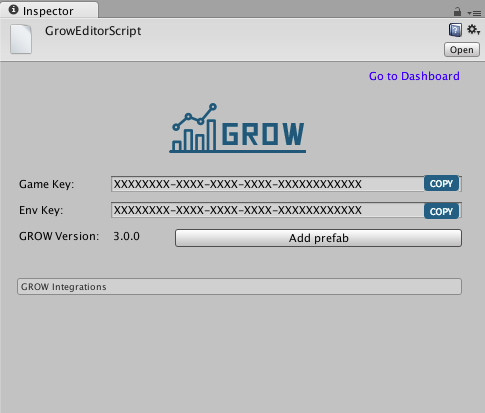 Inspector
GrowEditorScript
Open
Go to Dashboard
GROW
Game Key: XXXXXXXX-XXXX-XXXX-XXXX-XXXXXXXXXXXX COPY
Env Key: XXXXXXXX-XXXX-XXXX-XXXX-XXXXXXXXXXXX COPY
GROW Version: 3.0.0 Add prefab
GROW Integrations